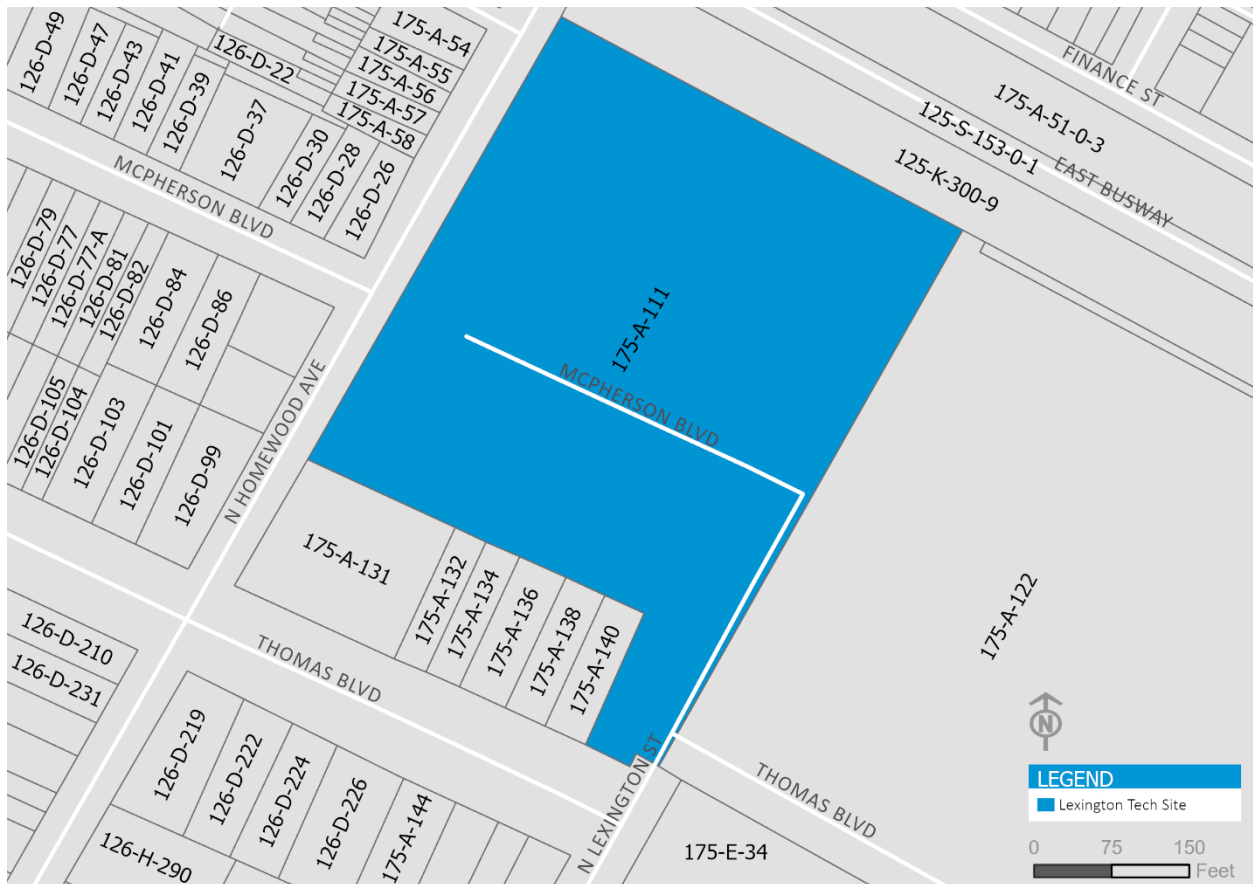 126-D-49
126-D-47
126-D-43
126-D-41
126-D-39
126-D-22
126-D-37
126-D-30
126-D-28
126-D-26
175-A-54
175-A-55
175-A-56
175-A-57
175-A-58
FINANCE ST
175-A-51-0-3
125-S-153-0-1
EAST BUSWAY
125-K-300-9
MCPHERSON BLVD
126-D-79
126-D-77
126-D-77-A
126-D-81
126-D-82
126-D-84
126-D-86
175-A-111
MCPHERSON BLVD
126-D-105
126-D-104
126-D-103
126-D-101
126-D-99
N HOMEWOOD AVE
175-A-131
175-A-132
175-A-134
175-A-136
175-A-138
175-A-140
175-A-122
126-D-210
126-D-231
THOMAS BLVD
126-D-219
126-D-222
126-D-224
126-D-226
175-A-144
126-H-290
N LEXINGTON ST
THOMAS BLVD
175-E-34
N
LEGEND
Lexington Tech Site
0 75 150
Feet